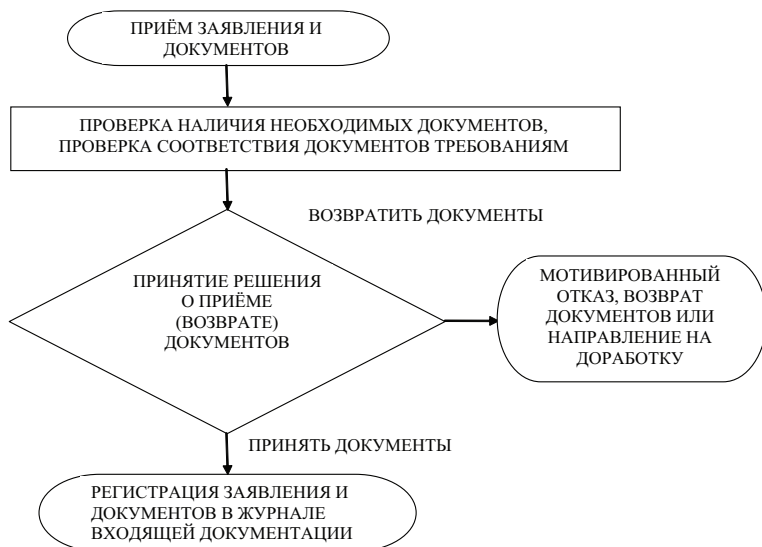 ПРИЁМ ЗАЯВЛЕНИЯ И
ДОКУМЕНТОВ
ПРОВЕРКА НАЛИЧИЯ НЕОБХОДИМЫХ ДОКУМЕНТОВ,
ПРОВЕРКА СООТВЕТСТВИЯ ДОКУМЕНТОВ ТРЕБОВАНИЯМ
ВОЗВРАТИТЬ ДОКУМЕНТЫ
ПРИНЯТИЕ РЕШЕНИЯ
О ПРИЁМЕ
(ВОЗВРАТЕ)
ДОКУМЕНТОВ
МОТИВИРОВАННЫЙ
ОТКАЗ, ВОЗВРАТ
ДОКУМЕНТОВ ИЛИ
НАПРАВЛЕНИЕ НА
ДОРАБОТКУ
ПРИНЯТЬ ДОКУМЕНТЫ
РЕГИСТРАЦИЯ ЗАЯВЛЕНИЯ И
ДОКУМЕНТОВ В ЖУРНАЛЕ
ВХОДЯЩЕЙ ДОКУМЕНТАЦИИ